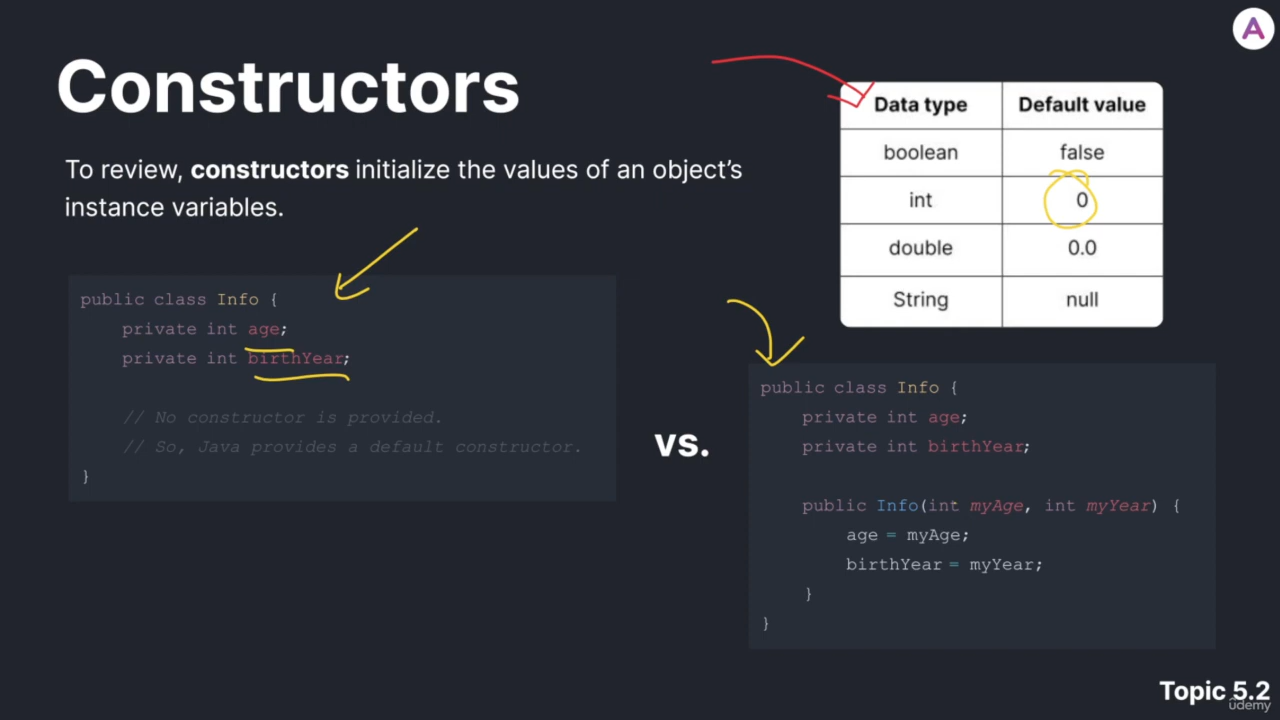 A
Constructors
To review, constructors initialize the values of an object's
instance variables.
Data type Default value
boolean false
int 0
double 0.0
String null
public class Info {
private int age;
private int birthYear;
// No constructor is provided.
// So, Java provides a default constructor.
}
vs.
public class Info {
private int age;
private int birthYear;
public Info(int myAge, int myYear) {
age = myAge;
birthYear = myYear;
}
}
Topic 5.2
ûdemy